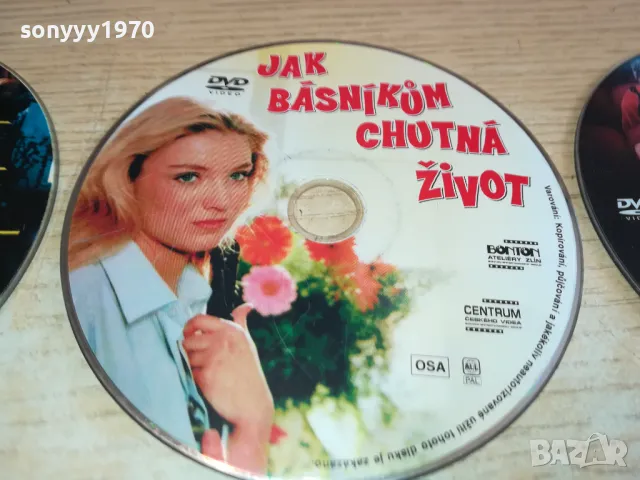 sonyyy1970
DVD
VIDEO
JAK
BÁSNÍKŮM
CHUTNÁ
ŽIVOT
BONTON
ATELIÉRY ZLÍN
CENTRUM
ČESKÉHO VIDEA
OSA
ALL
PAL
Varování: Kopírování, půjčování a jakékoliv neautorizované užití tohoto disku je zakázáno.
DVD
VIDEO
BAZAR